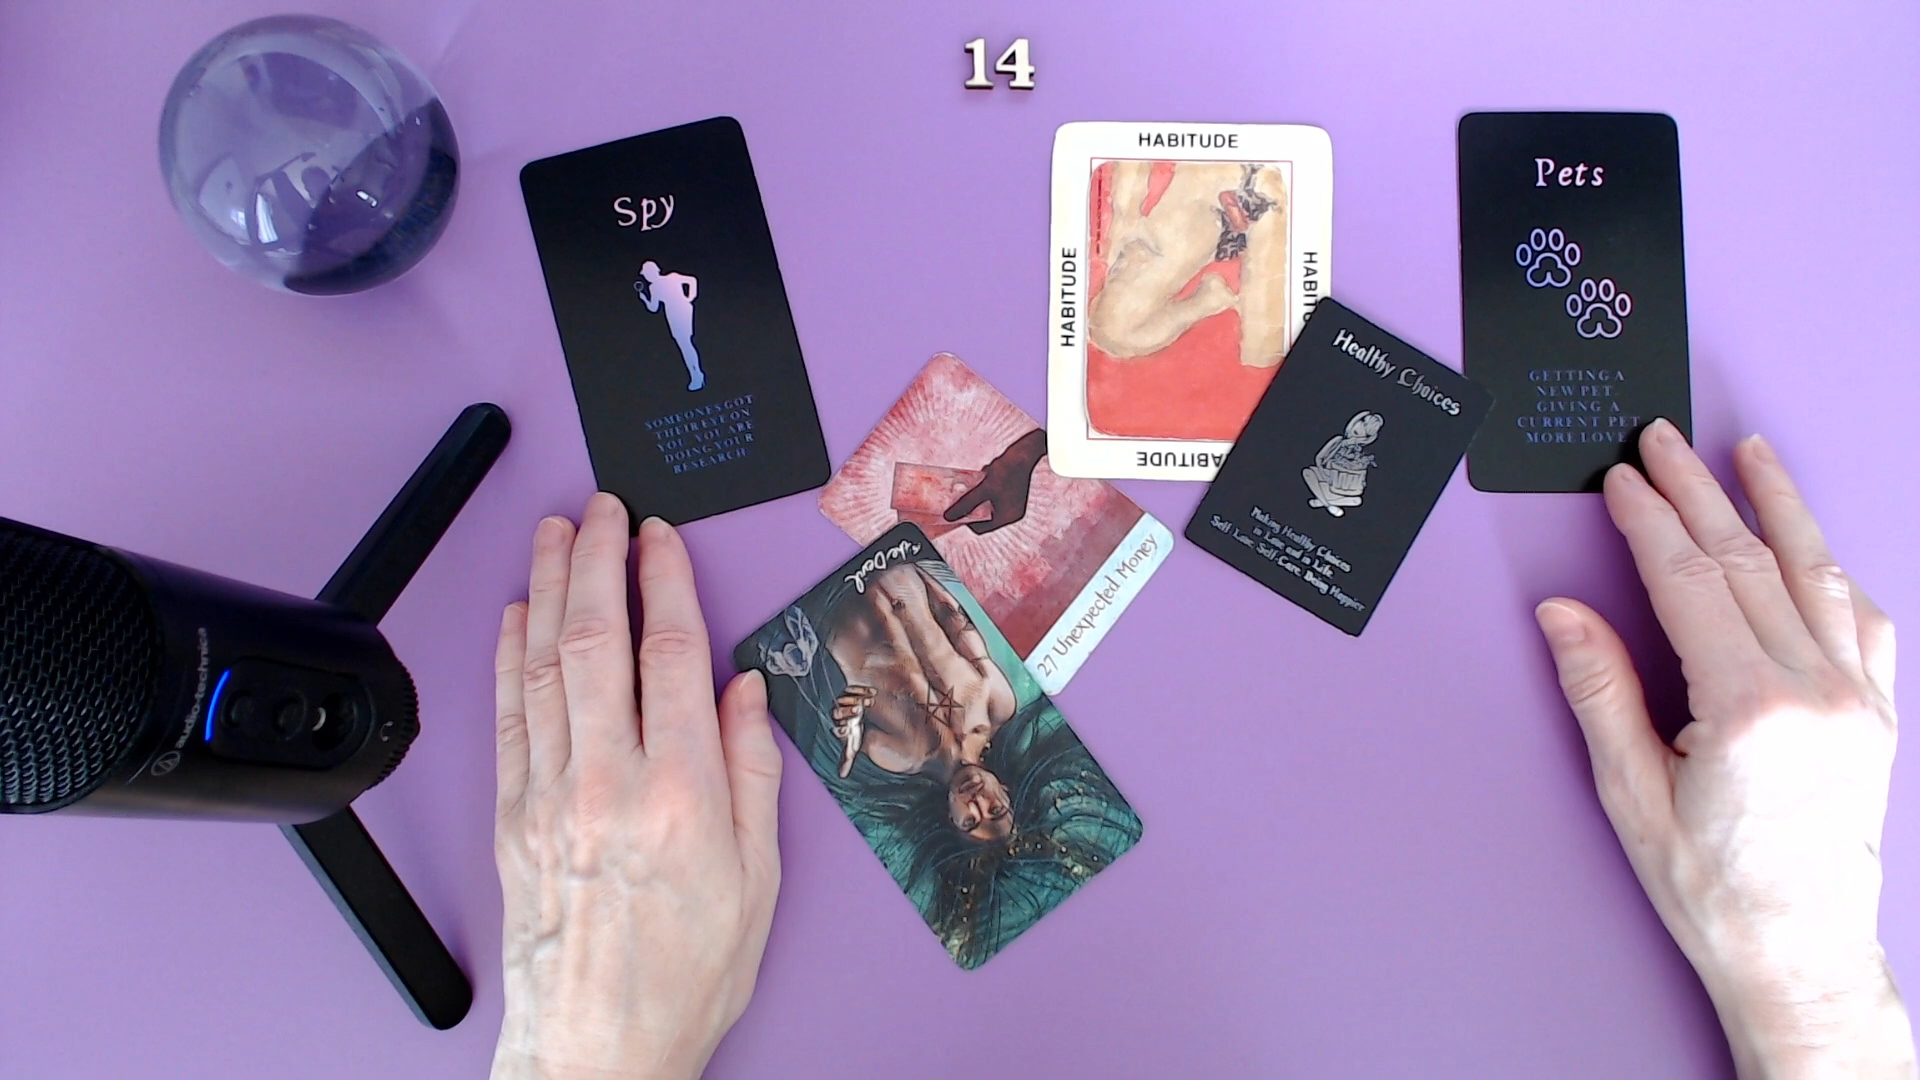 14
Spy
SOMEONE'S GOT
THEIR EYE ON
YOU. YOU ARE
DOING YOUR
RESEARCH
HABITUDE
HABITUDE
HABITU
HABITUDE
Healthy Choices
Making Healthy Choices
in Love and in Life.
Self Love, Self-Care, Being Happier
Pets
GETTING A
NEW PET.
GIVING A
CURRENT PET
MORE LOVE
27 Unexpected Money
The Devil
audio-technica